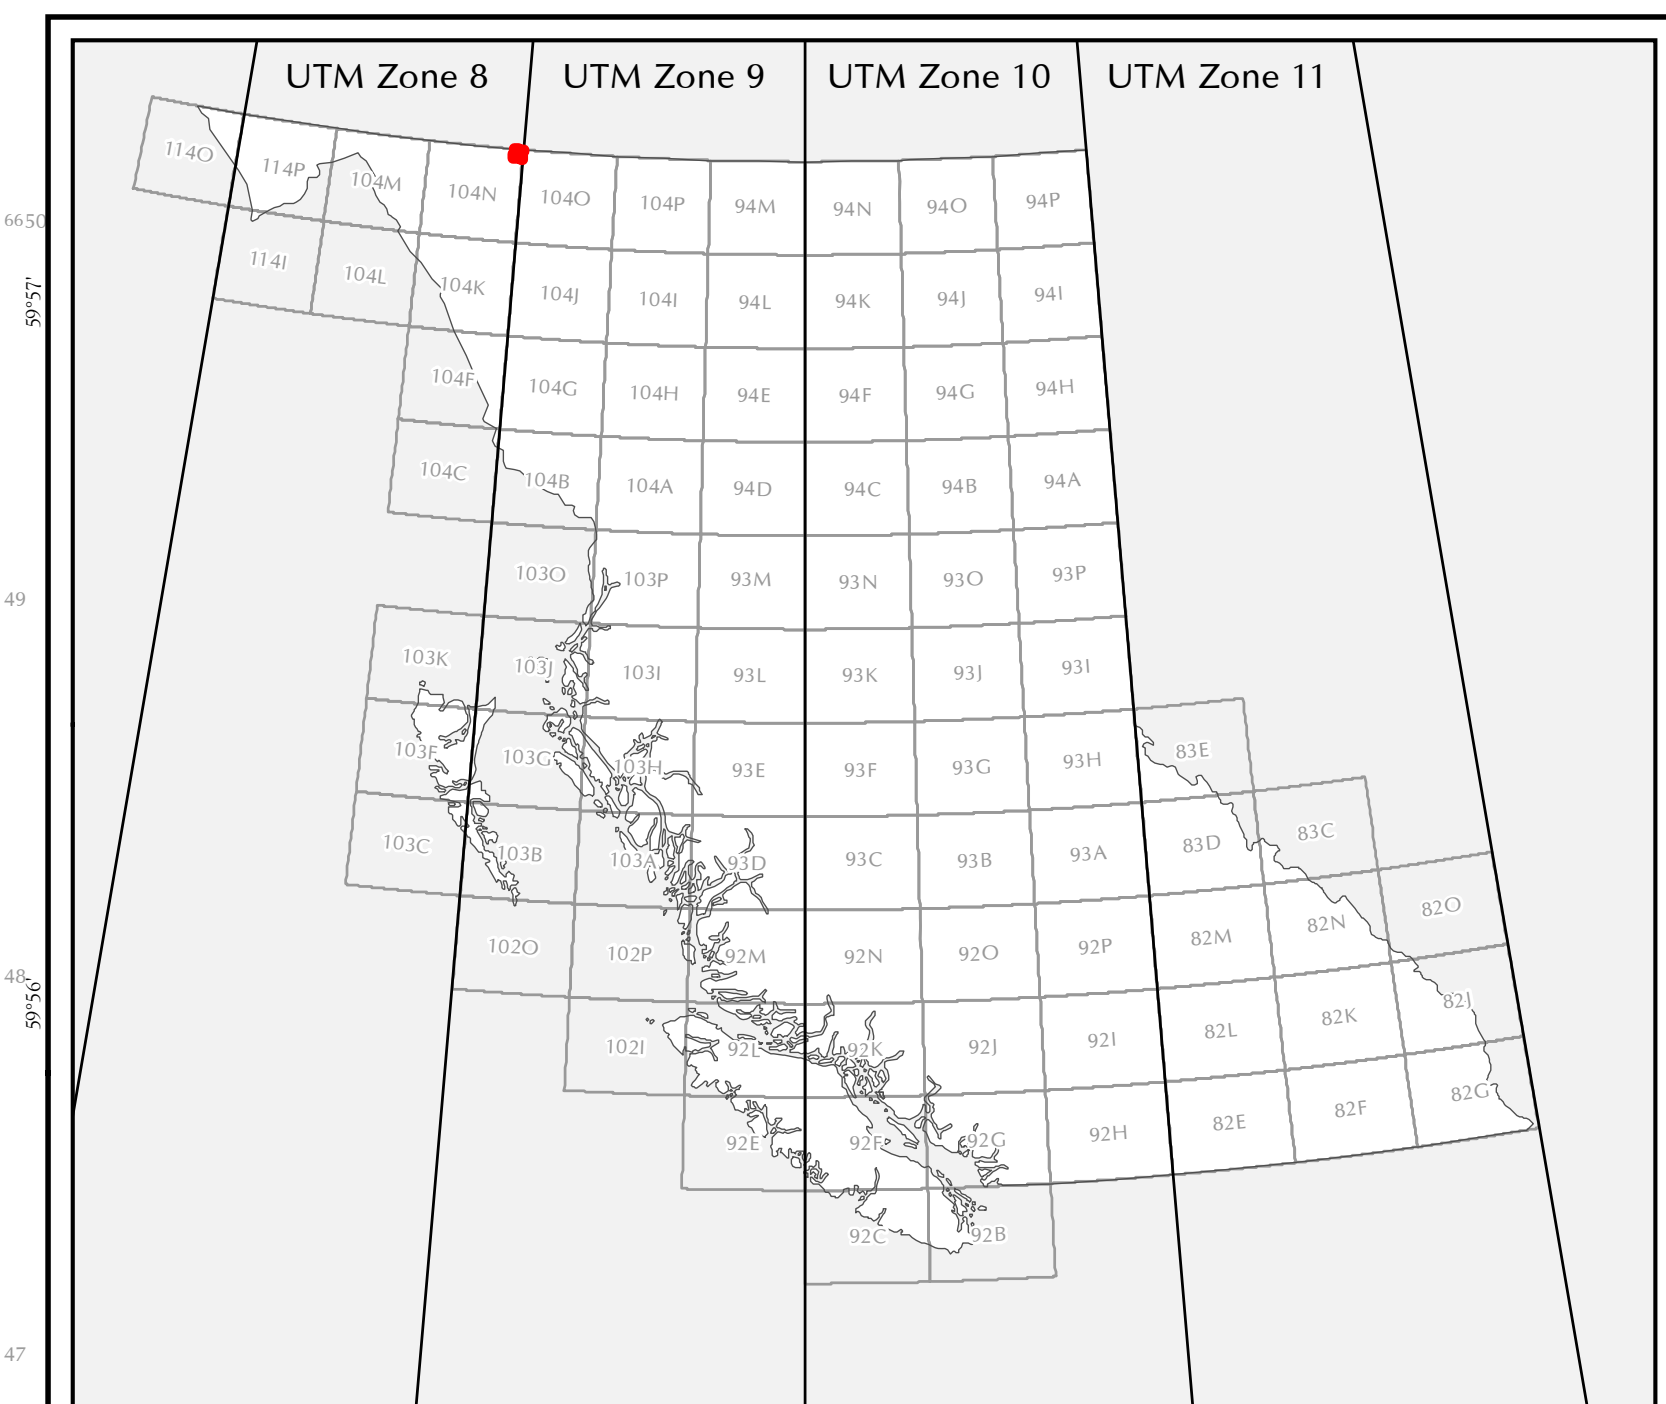 UTM Zone 8 UTM Zone 9 UTM Zone 10 UTM Zone 11
114O 114P 104M 104N 104O 104P 94M 94N 94O 94P
6650
114I 104L 104K 104J 104I 94L 94K 94J 94I
59°57'
104F 104G 104H 94E 94F 94G 94H
104C 104B 104A 94D 94C 94B 94A
103O 103P 93M 93N 93O 93P
49
103K 103J 103I 93L 93K 93J 93I
103F 103G 103H 93E 93F 93G 93H 83E
103C 103B 103A 93D 93C 93B 93A 83D 83C
102O 102P 92M 92N 92O 92P 82M 82N 82O
48
59°56'
102I 92L 92K 92J 92I 82L 82K 82J
92E 92F 92G 92H 82E 82F 82G
92C 92B
47